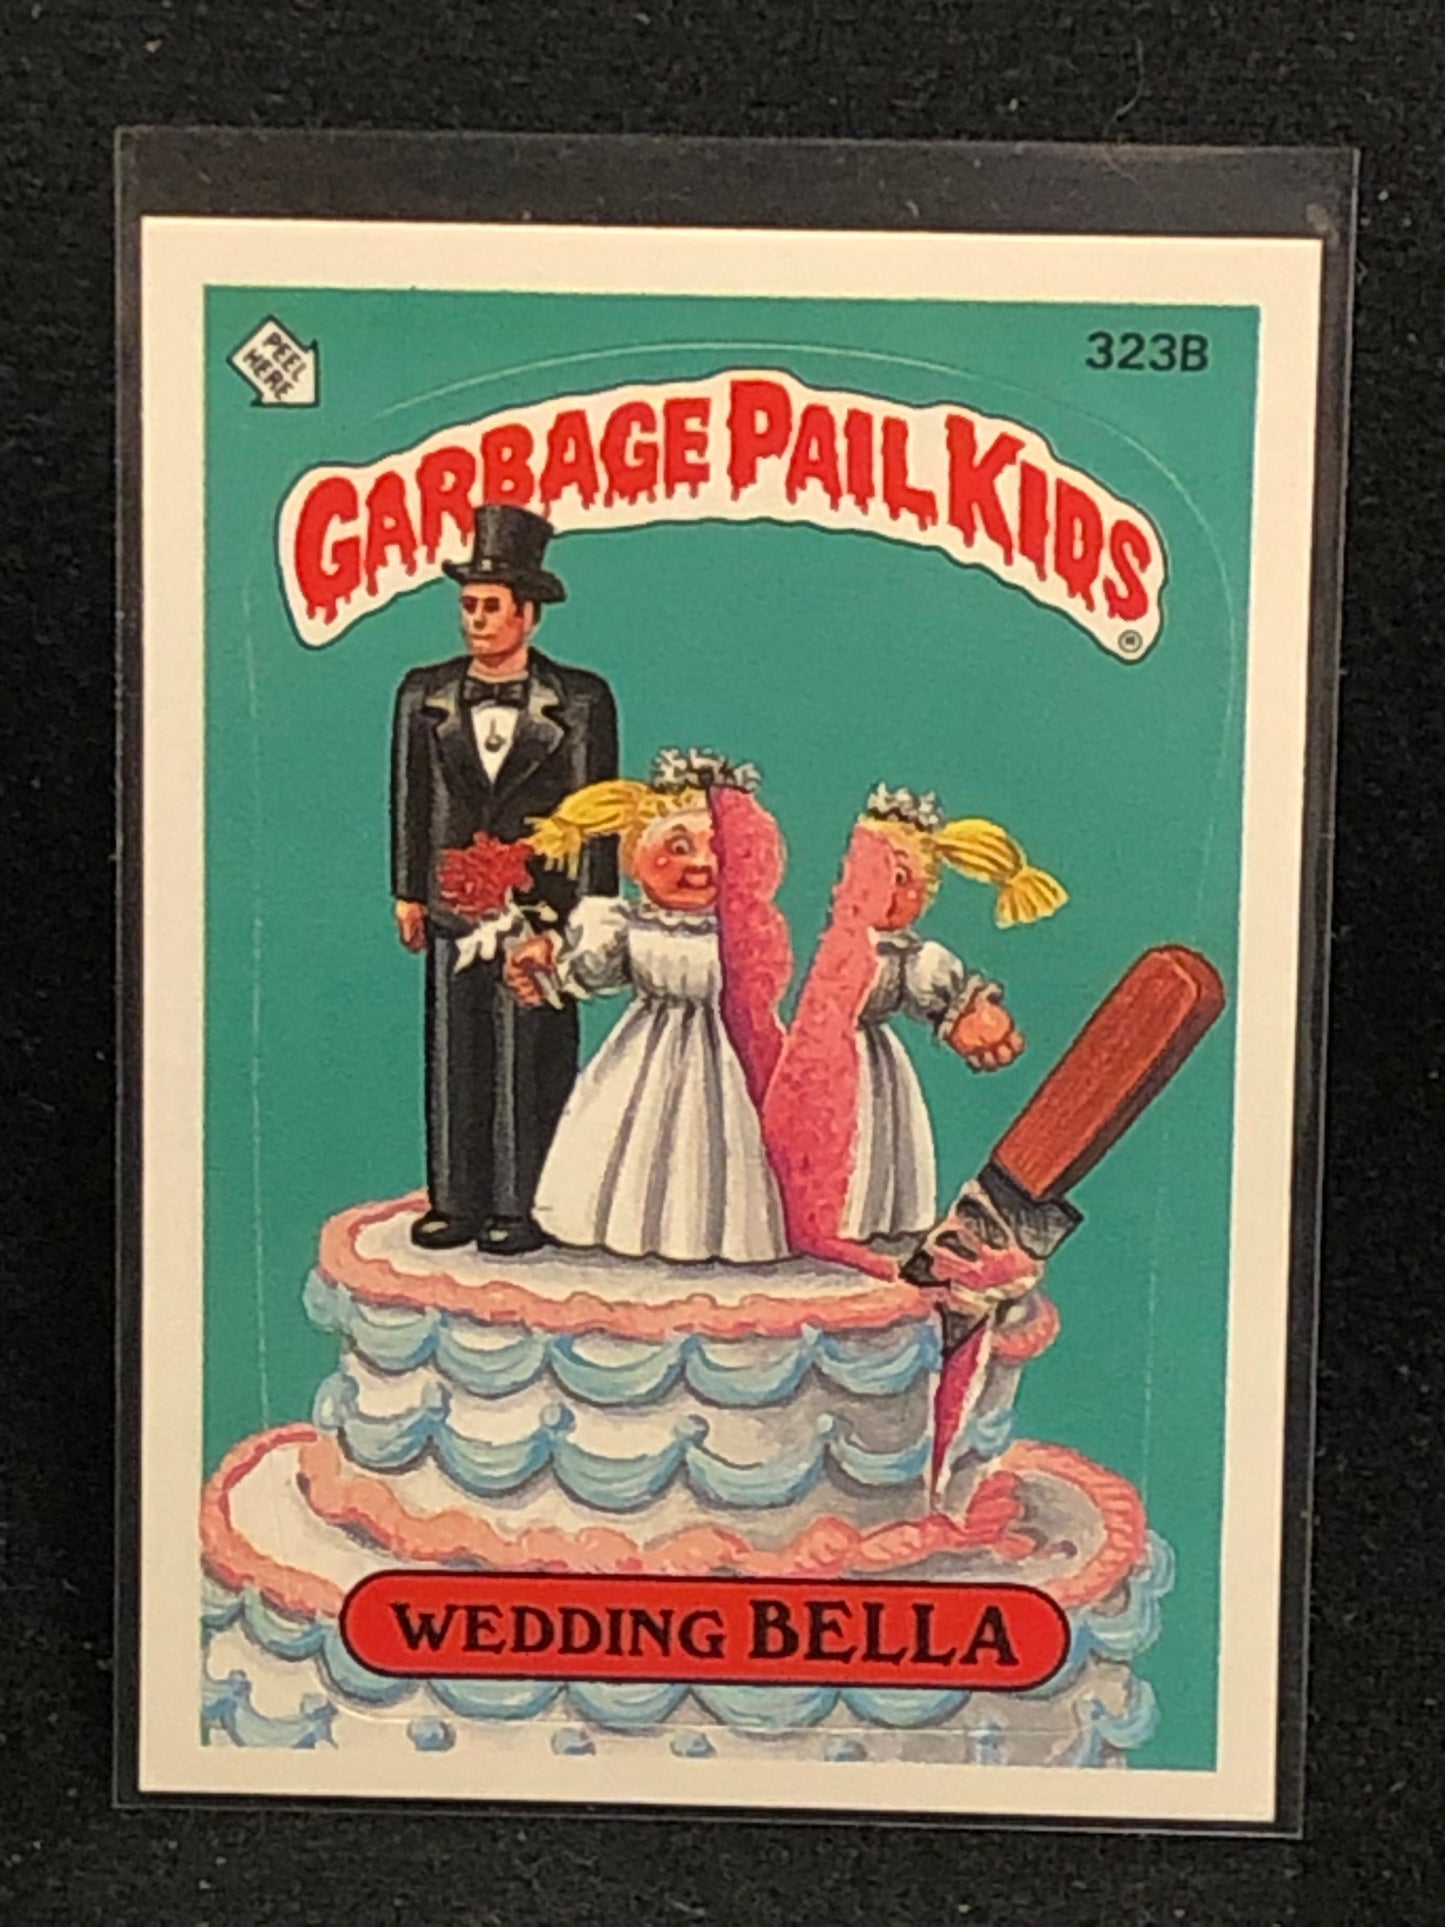 PEEL
HERE
323B
GARBAGE PAIL KIDS
®
WEDDING BELLA